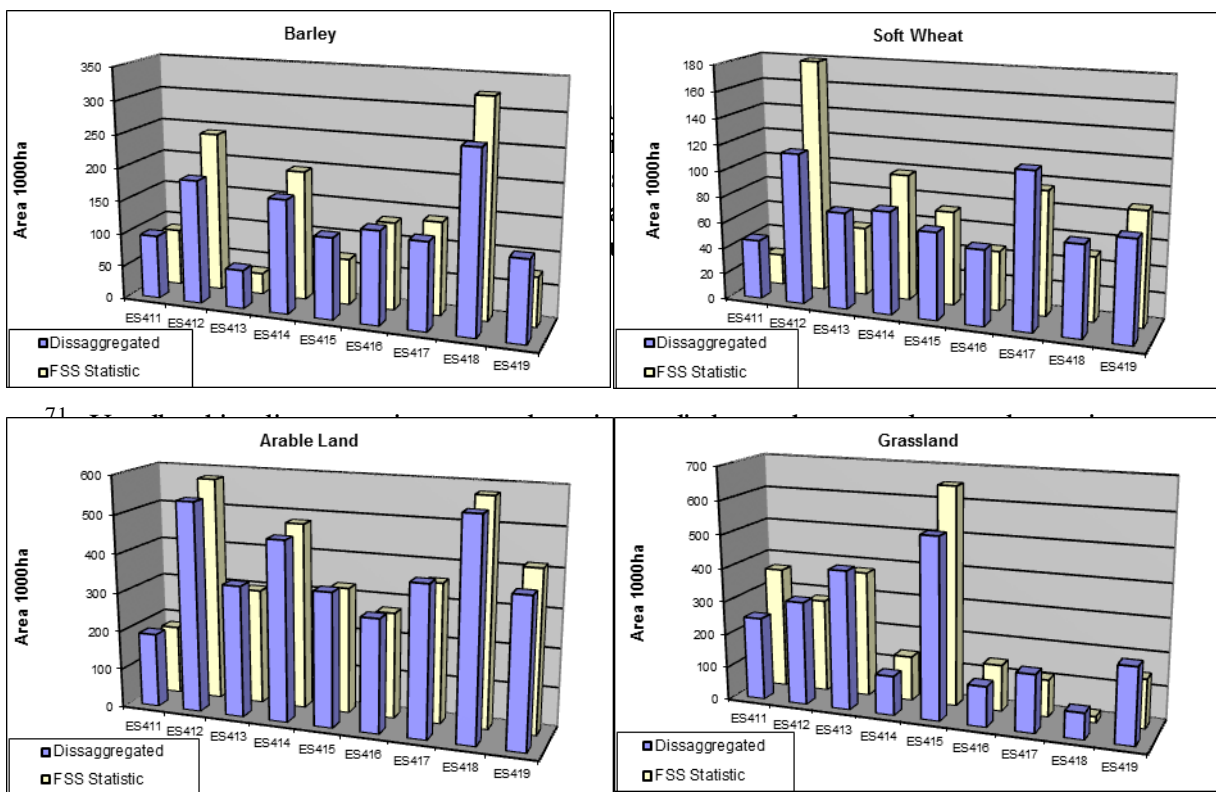 Barley
350
300
250
200
150
100
50
0
Area 1000ha
ES411 ES412 ES413 ES414 ES415 ES416 ES417 ES418 ES419
Dissaggregated
FSS Statistic
Soft Wheat
180
160
140
120
100
80
60
40
20
0
Area 1000ha
ES411 ES412 ES413 ES414 ES415 ES416 ES417 ES418 ES419
Dissaggregated
FSS Statistic
71
Arable Land
600
500
400
300
200
100
0
Area 1000ha
ES411 ES412 ES413 ES414 ES415 ES416 ES417 ES418 ES419
Dissaggregated
FSS Statistic
Grassland
700
600
500
400
300
200
100
0
Area 1000ha
ES411 ES412 ES413 ES414 ES415 ES416 ES417 ES418 ES419
Dissaggregated
FSS Statistic